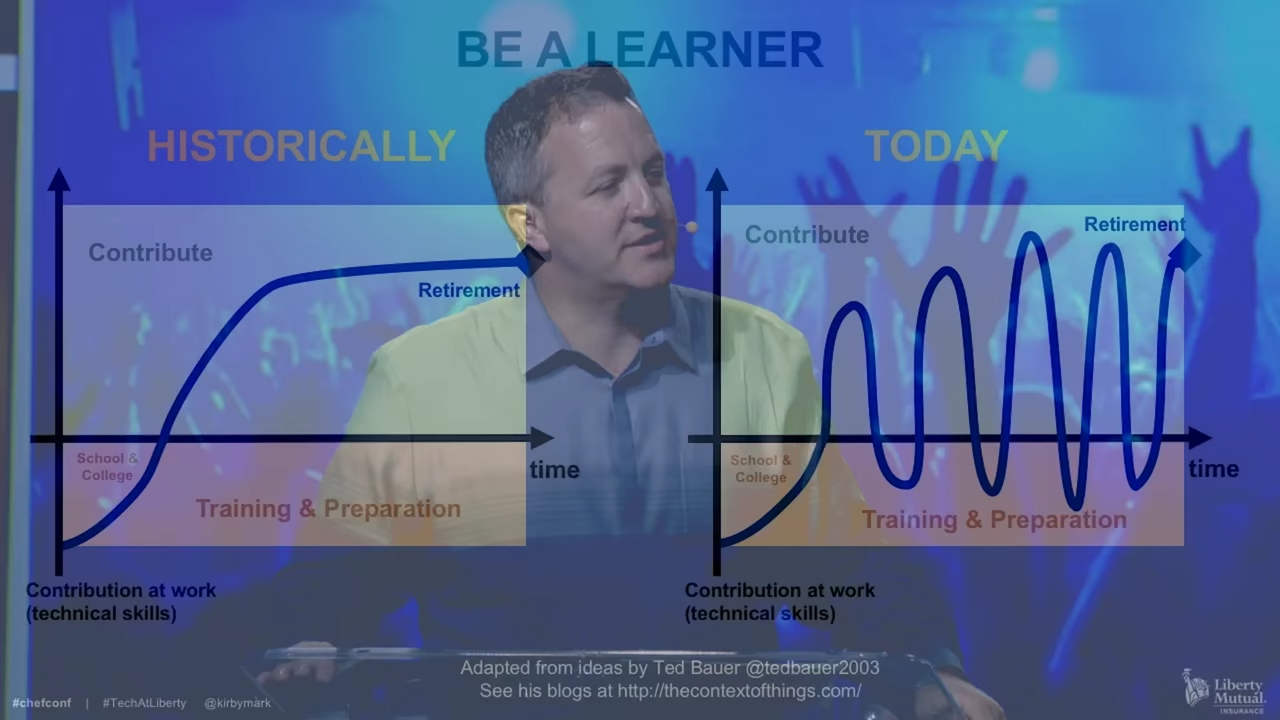 BE A LEARNER
HISTORICALLY
Contribute
Retirement
School &
College
Training & Preparation
time
Contribution at work
(technical skills)
TODAY
Contribute
Retirement
School &
College
Training & Preparation
time
Contribution at work
(technical skills)
Adapted from ideas by Ted Bauer @tedbauer2003
See his blogs at http://thecontextofthings.com/
#chefconf | #TechAtLiberty @kirbymark
Liberty
Mutual.
INSURANCE